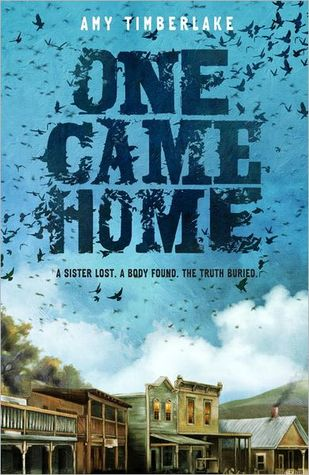 AMY TIMBERLAKE
ONE
CAME
HOME
A SISTER LOST. A BODY FOUND. THE TRUTH BURIED.